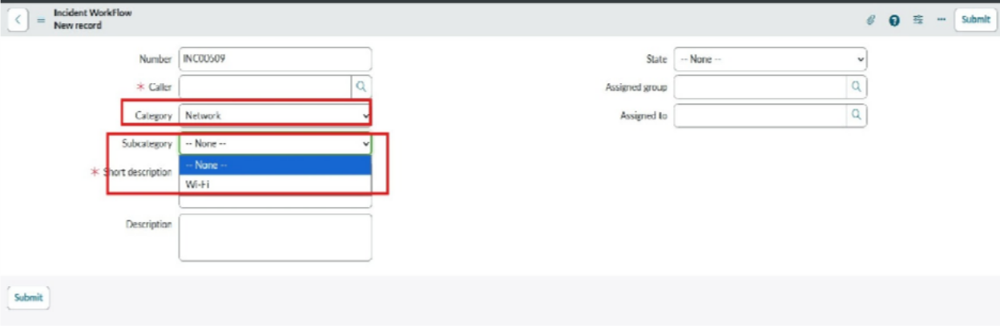 Incident WorkFlow
New record
Submit
Number INC00509
Caller
Category Network
Subcategory -- None --
-- None --
Wi-Fi
Short description
Description
State -- None --
Assigned group
Assigned to
Submit